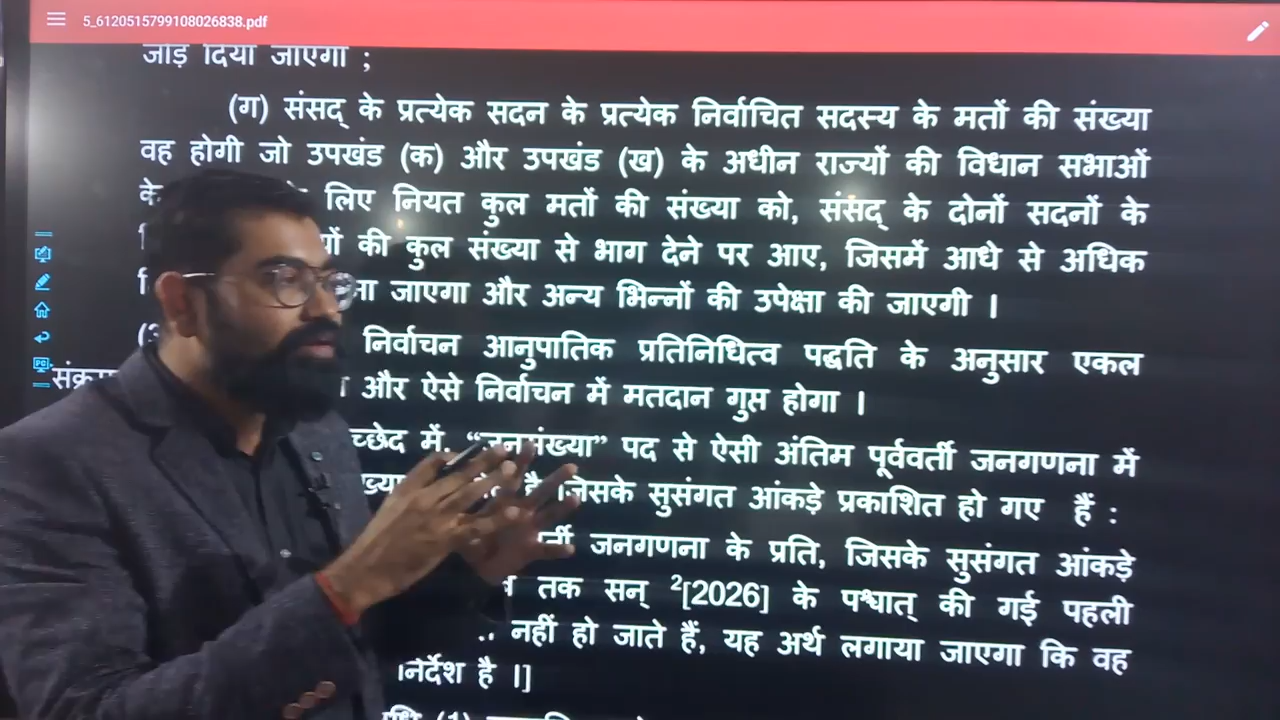 5_6120515799108026838.pdf
जोड़ दिया जाएगा ;
(ग) संसद् के प्रत्येक सदन के प्रत्येक निर्वाचित सदस्य के मतों की संख्या
वह होगी जो उपखंड (क) और उपखंड (ख) के अधीन राज्यों की विधान सभाओं
के लिए नियत कुल मतों की संख्या को, संसद् के दोनों सदनों के
की कुल संख्या से भाग देने पर आए, जिसमें आधे से अधिक
जाएगा और अन्य भिन्नों की उपेक्षा की जाएगी ।
निर्वाचन आनुपातिक प्रतिनिधित्व पद्धति के अनुसार एकल
और ऐसे निर्वाचन में मतदान गुप्त होगा ।
में, “जनसंख्या” पद से ऐसी अंतिम पूर्ववर्ती जनगणना में
है जिसके सुसंगत आंकड़े प्रकाशित हो गए हैं :
जनगणना के प्रति, जिसके सुसंगत आंकड़े
तक सन् ²[2026] के पश्चात् की गई पहली
नहीं हो जाते हैं, यह अर्थ लगाया जाएगा कि वह
निर्देश है ।]
(1)